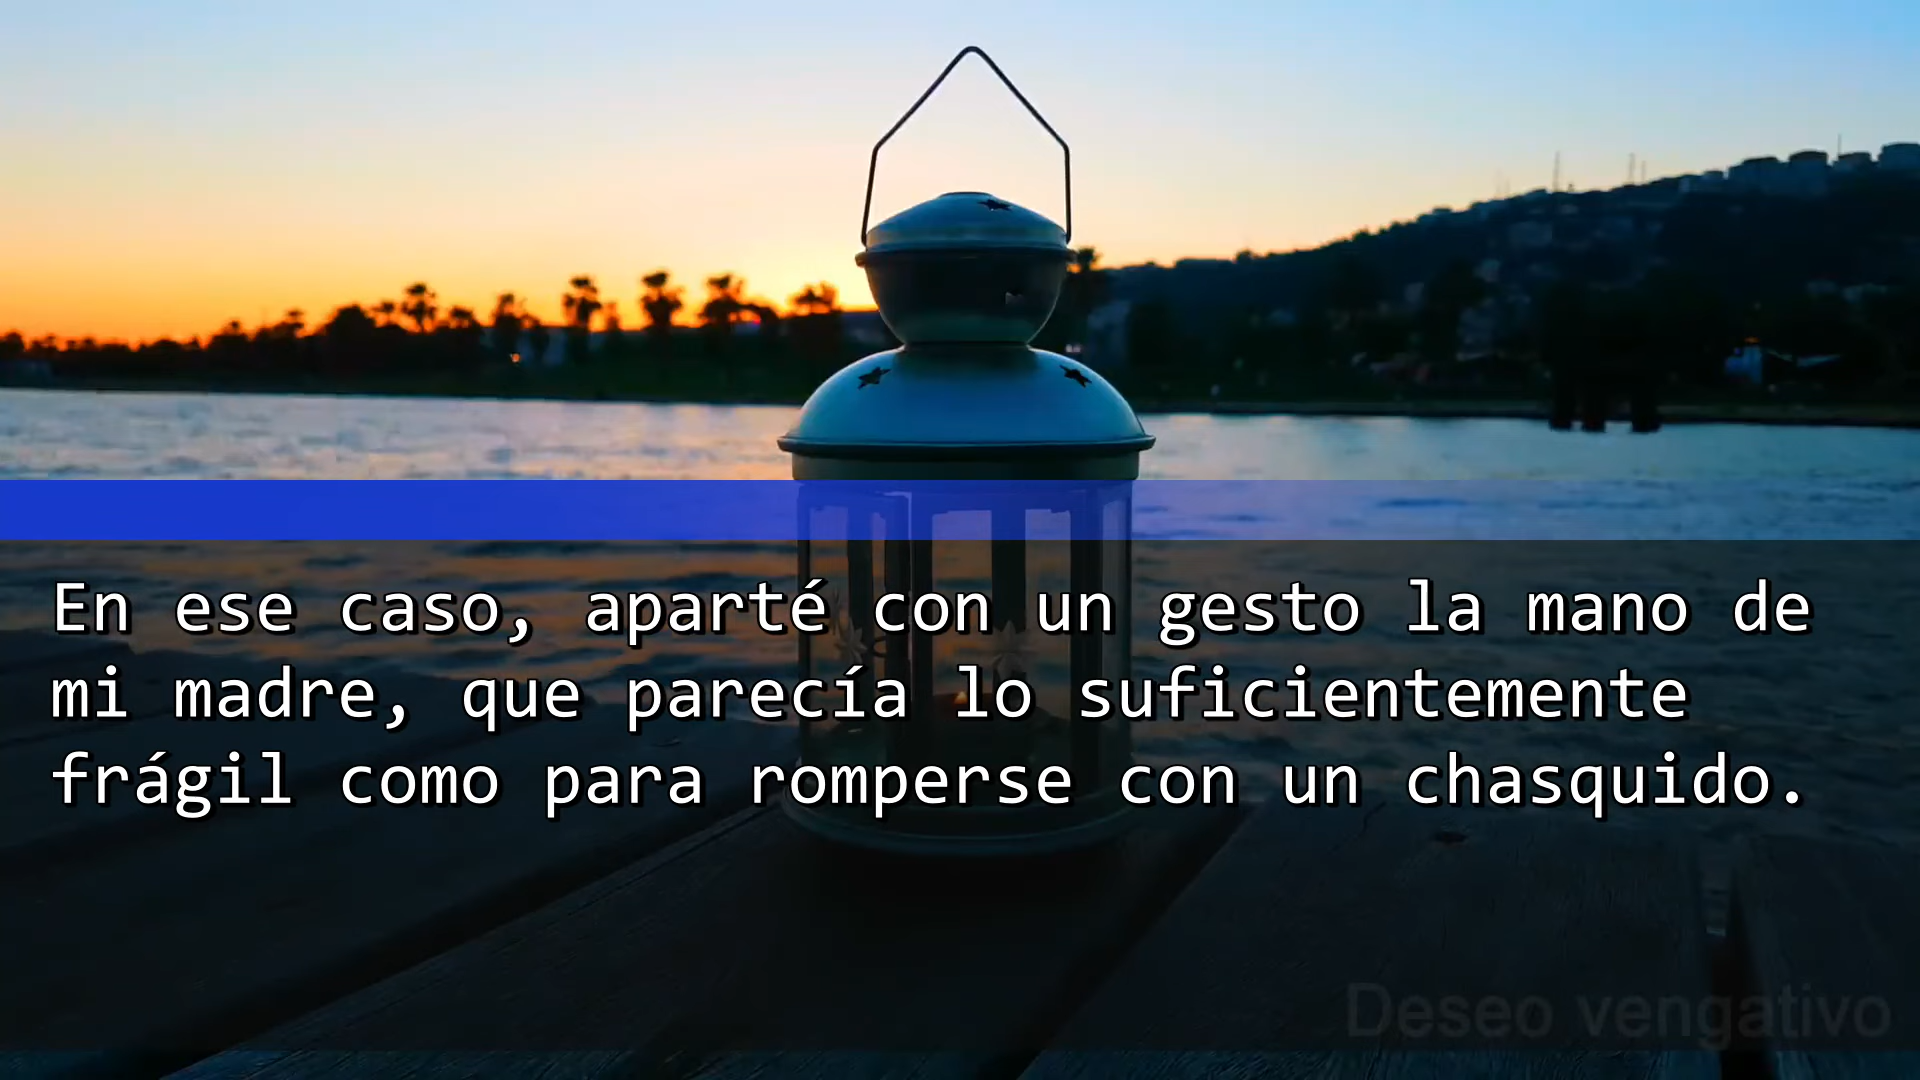 En ese caso, aparté con un gesto la mano de
mi madre, que parecía lo suficientemente
frágil como para romperse con un chasquido.
Deseo vengativo